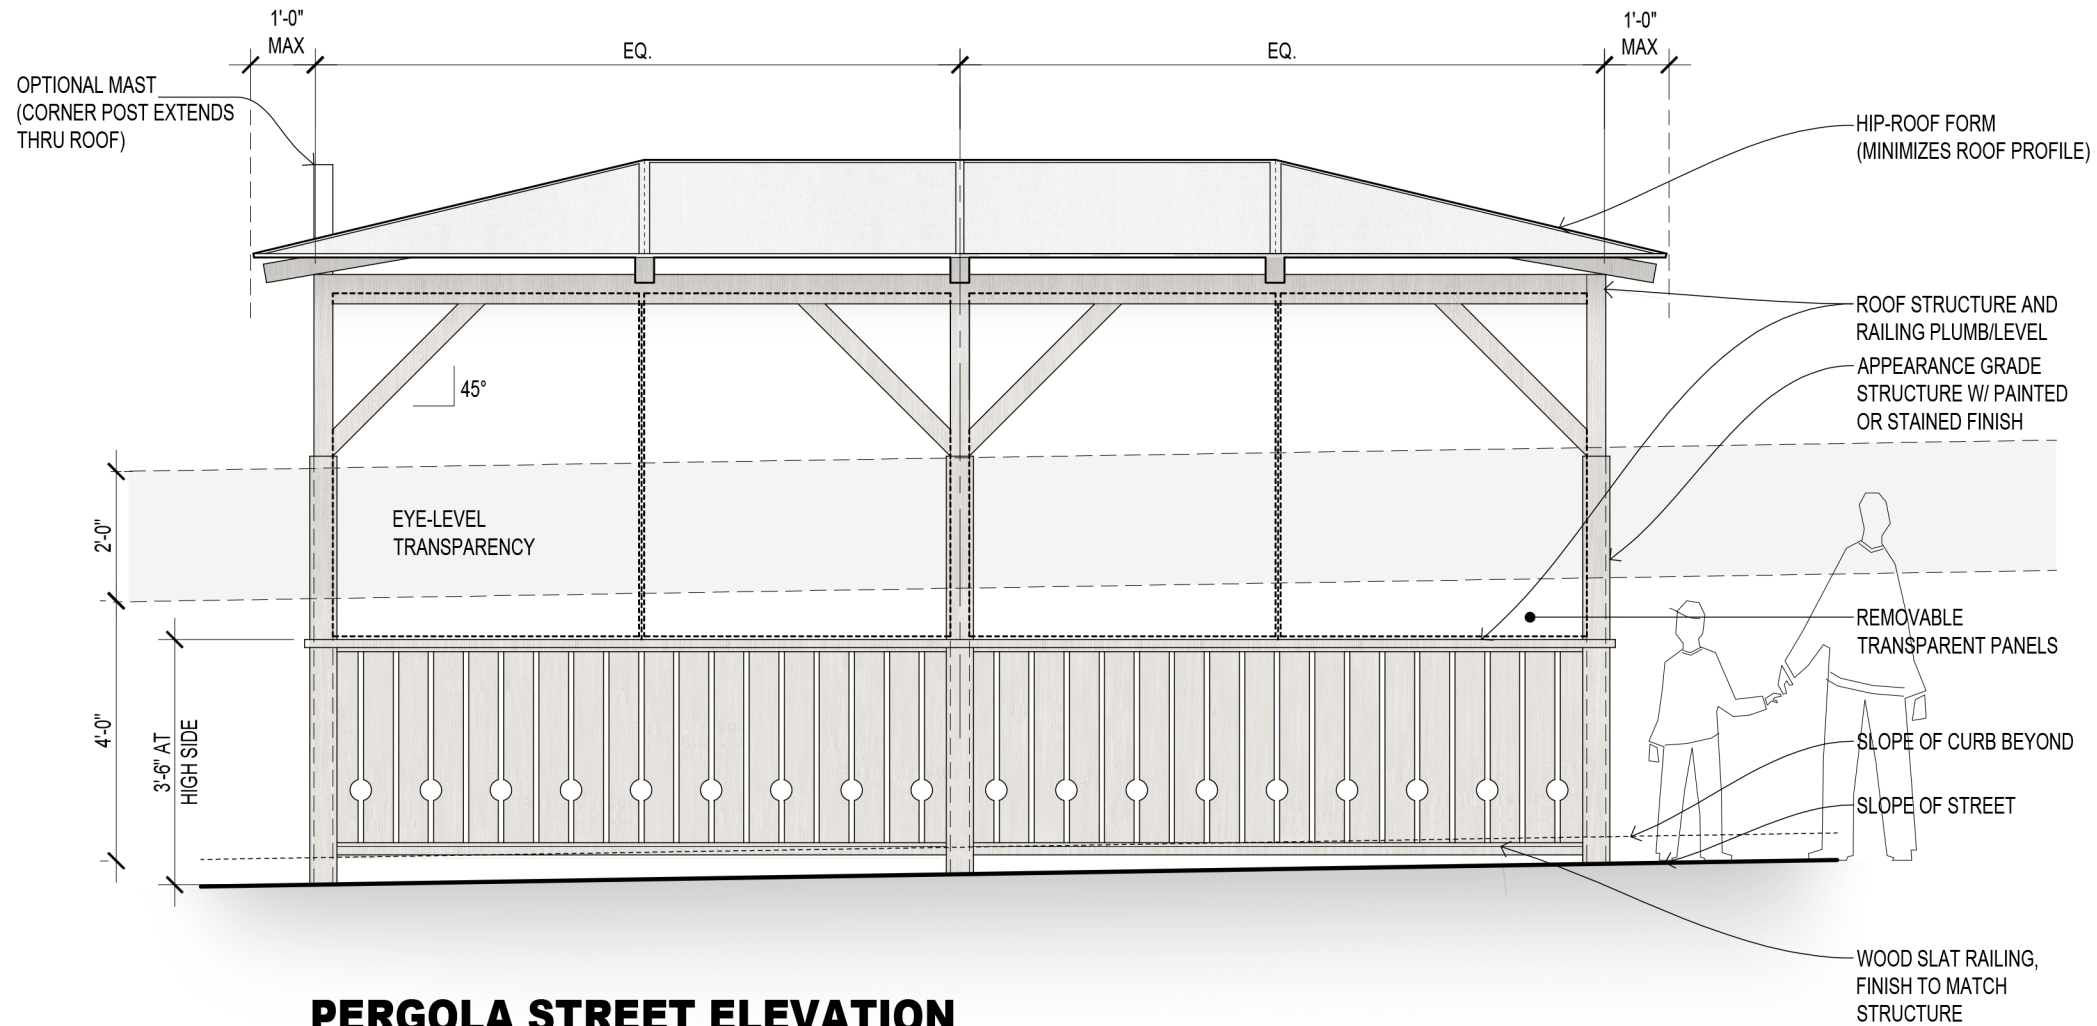 1'-0"
MAX
EQ.
EQ.
1'-0"
MAX
OPTIONAL MAST
(CORNER POST EXTENDS
THRU ROOF)
HIP-ROOF FORM
(MINIMIZES ROOF PROFILE)
ROOF STRUCTURE AND
RAILING PLUMB/LEVEL
APPEARANCE GRADE
STRUCTURE W/ PAINTED
OR STAINED FINISH
45°
2'-0"
EYE-LEVEL
TRANSPARENCY
REMOVABLE
TRANSPARENT PANELS
4'-0"
3'-6" AT
HIGH SIDE
SLOPE OF CURB BEYOND
SLOPE OF STREET
WOOD SLAT RAILING,
FINISH TO MATCH
STRUCTURE
PERGOLA STREET ELEVATION